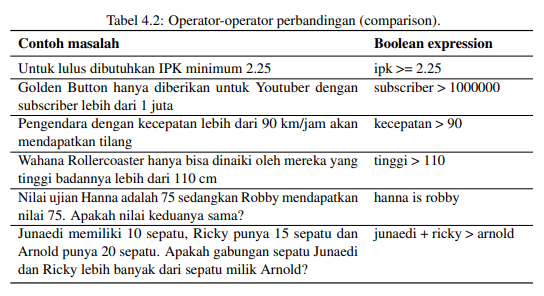 Tabel 4.2: Operator-operator perbandingan (comparison).
Contoh masalah Boolean expression
Untuk lulus dibutuhkan IPK minimum 2.25 ipk >= 2.25
Golden Button hanya diberikan untuk Youtuber dengan subscriber > 1000000
subscriber lebih dari 1 juta
Pengendara dengan kecepatan lebih dari 90 km/jam akan kecepatan > 90
mendapatkan tilang
Wahana Rollercoaster hanya bisa dinaiki oleh mereka yang tinggi > 110
tinggi badannya lebih dari 110 cm
Nilai ujian Hanna adalah 75 sedangkan Robby mendapatkan hanna is robby
nilai 75. Apakah nilai keduanya sama?
Junaedi memiliki 10 sepatu, Ricky punya 15 sepatu dan junaedi + ricky > arnold
Arnold punya 20 sepatu. Apakah gabungan sepatu Junaedi
dan Ricky lebih banyak dari sepatu milik Arnold?